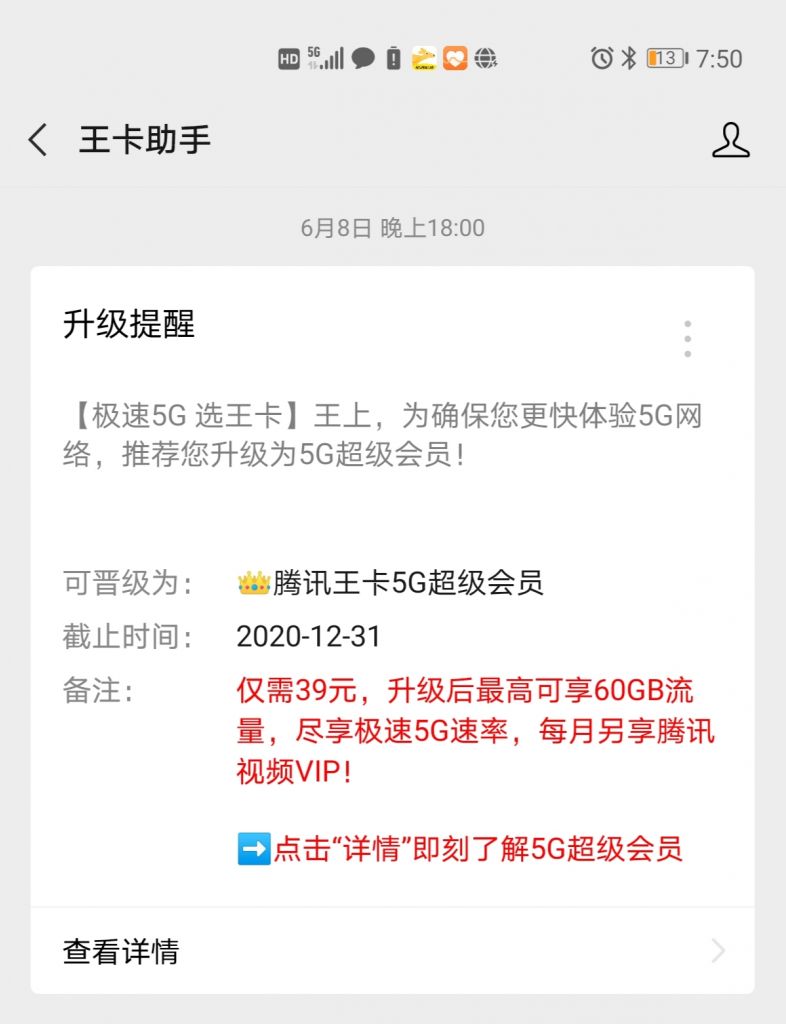 HD 5G 13 7:50
王卡助手
6月8日 晚上18:00
升级提醒
【极速5G 选王卡】王上，为确保您更快体验5G网
络，推荐您升级为5G超级会员！
可晋级为： 👑腾讯王卡5G超级会员
截止时间： 2020-12-31
备注： 仅需39元，升级后最高可享60GB流
量，尽享极速5G速率，每月另享腾讯
视频VIP！
➡️点击“详情”即刻了解5G超级会员
查看详情